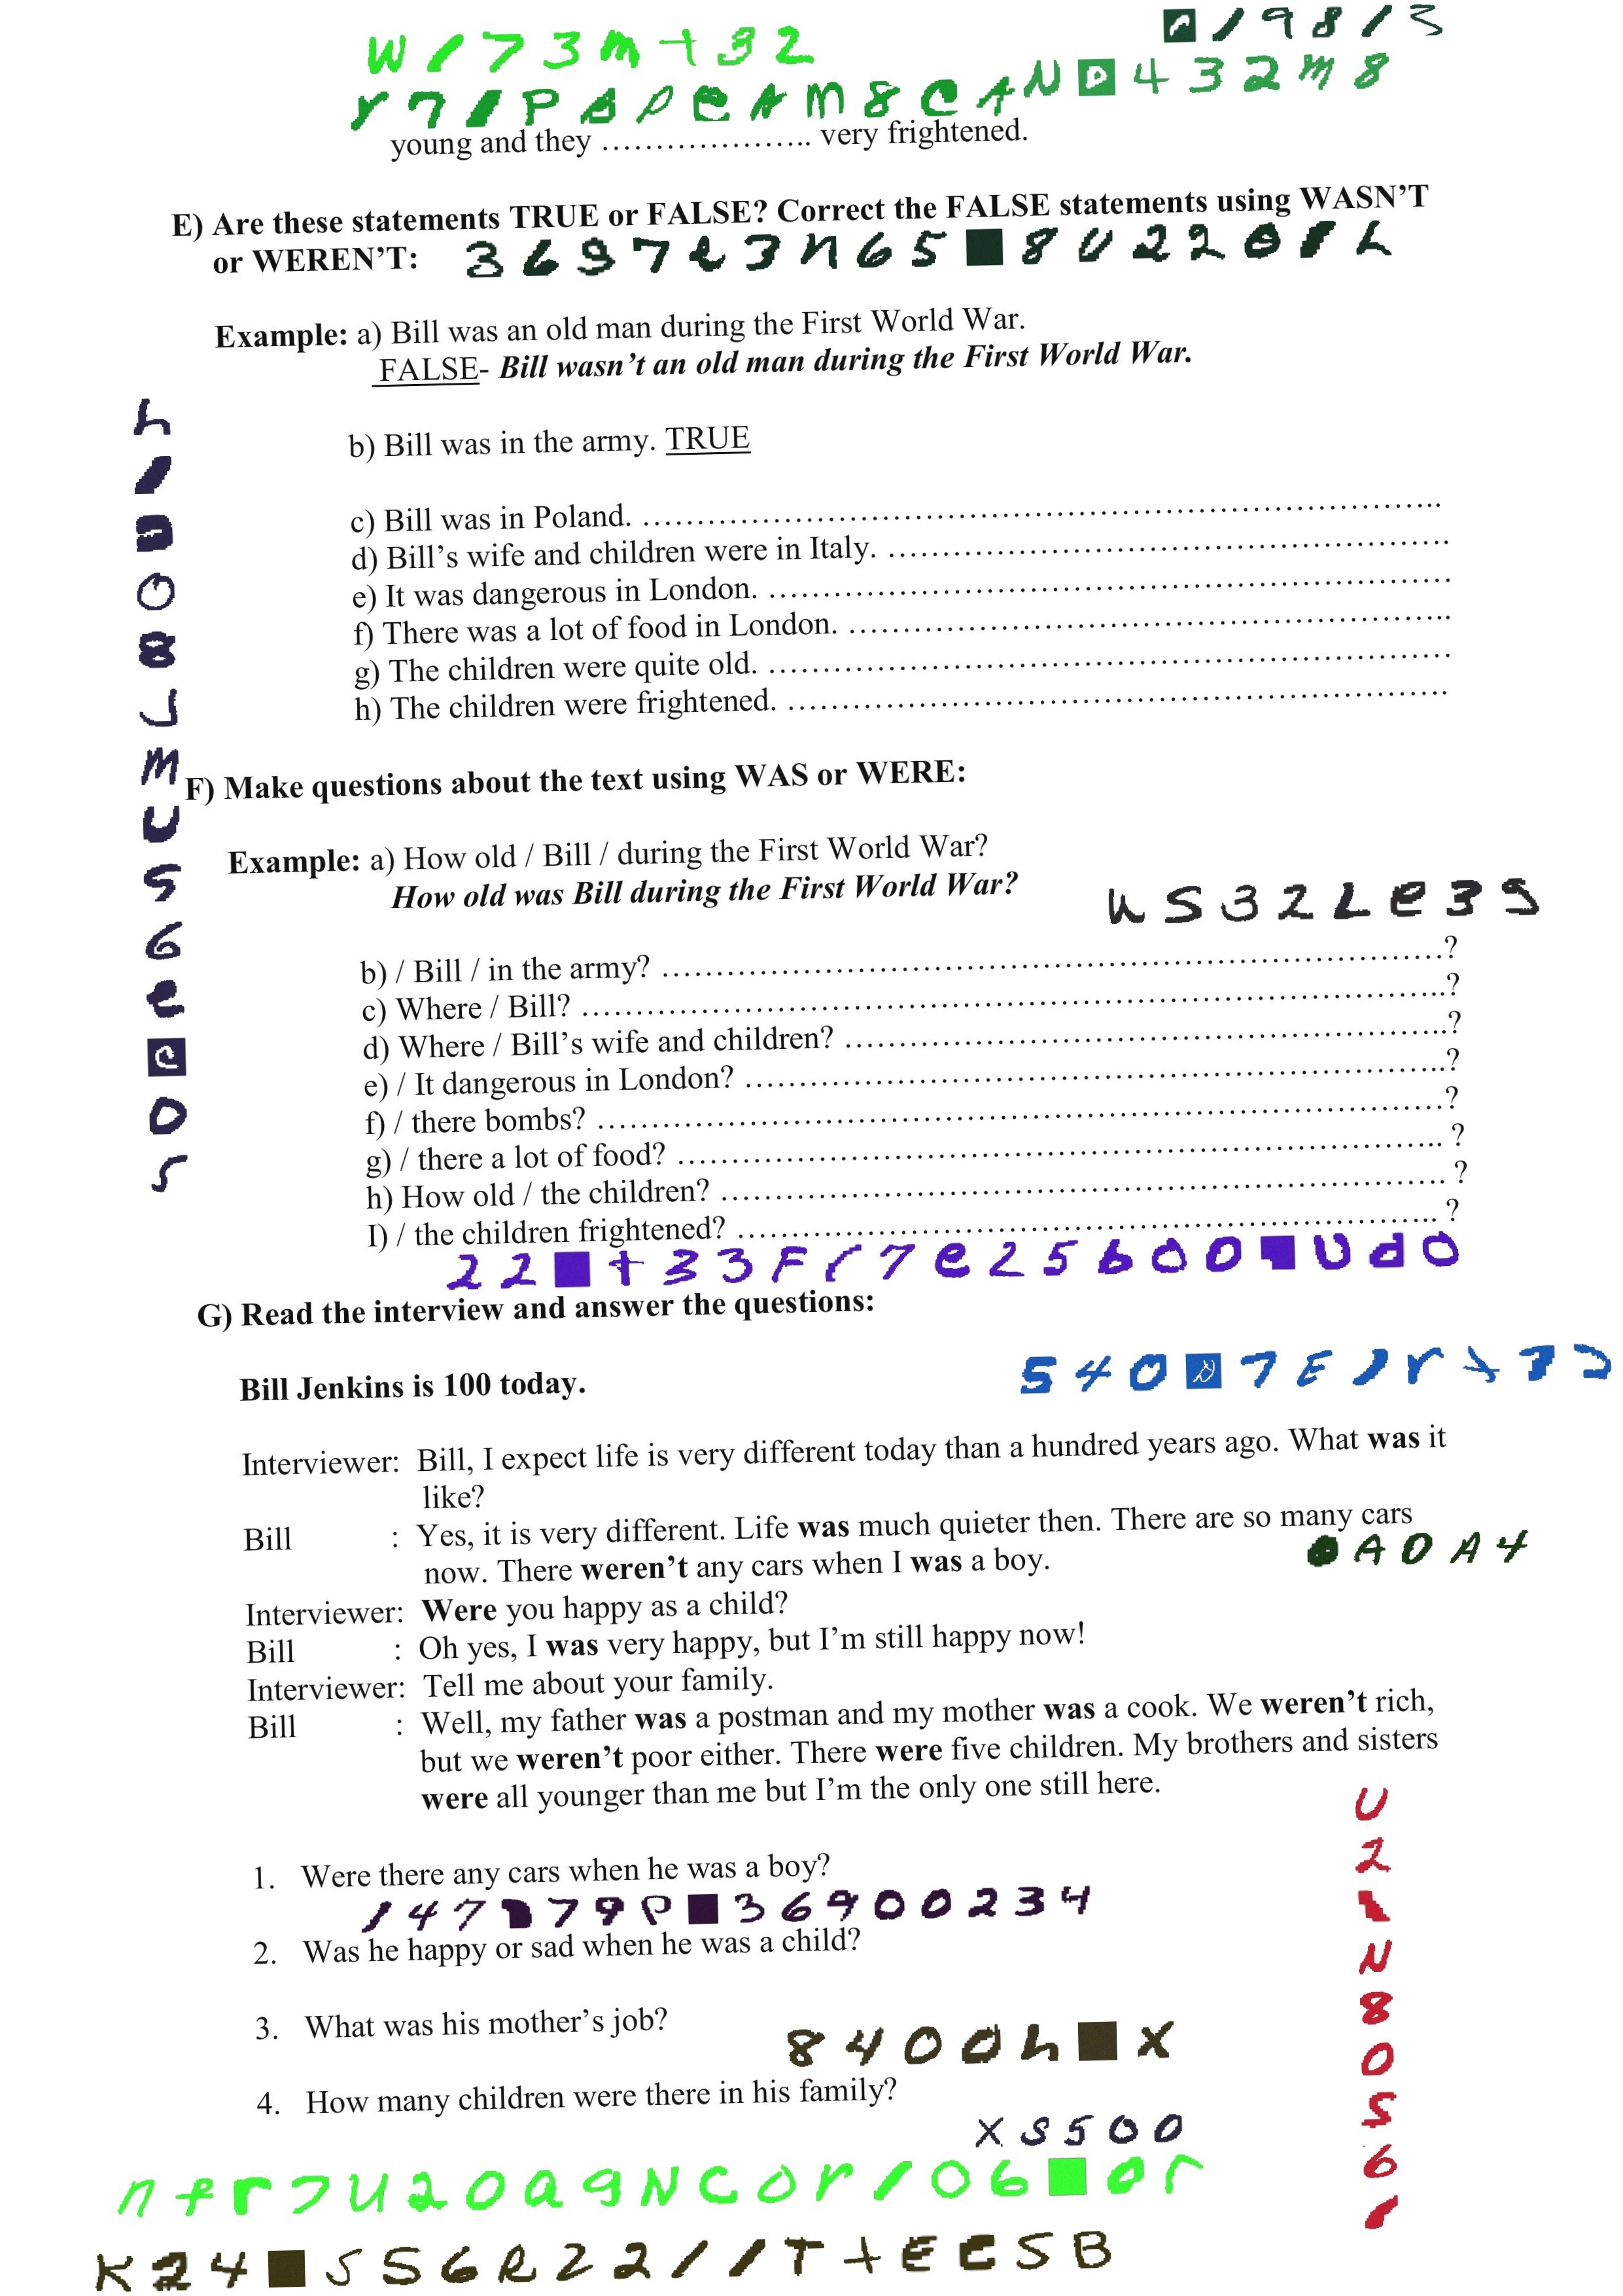 young and they ……………….. very frightened.
E) Are these statements TRUE or FALSE? Correct the FALSE statements using WASN’T
or WEREN’T:
Example: a) Bill was an old man during the First World War.
FALSE- Bill wasn’t an old man during the First World War.
b) Bill was in the army. TRUE
c) Bill was in Poland. ………………………………………………………………..
d) Bill’s wife and children were in Italy. ……………………………………………
e) It was dangerous in London. ………………………………………………………
f) There was a lot of food in London. ………………………………………………..
g) The children were quite old. ………………………………………………………
h) The children were frightened. …………………………………………………….
F) Make questions about the text using WAS or WERE:
Example: a) How old / Bill / during the First World War?
How old was Bill during the First World War?
U S 3 2 L e 3 9
b) / Bill / in the army? ………………………………………………………………?
c) Where / Bill? ……………………………………………………………………..?
d) Where / Bill’s wife and children? ………………………………………………..?
e) / It dangerous in London? ………………………………………………………..?
f) / there bombs? ……………………………………………………………………?
g) / there a lot of food? …………………………………………………………….. ?
h) How old / the children? …………………………………………………………. ?
I) / the children frightened? ……………………………………………………….. ?
G) Read the interview and answer the questions:
Bill Jenkins is 100 today.
Interviewer: Bill, I expect life is very different today than a hundred years ago. What was it
like?
Bill : Yes, it is very different. Life was much quieter then. There are so many cars
now. There weren’t any cars when I was a boy.
Interviewer: Were you happy as a child?
Bill : Oh yes, I was very happy, but I’m still happy now!
Interviewer: Tell me about your family.
Bill : Well, my father was a postman and my mother was a cook. We weren’t rich,
but we weren’t poor either. There were five children. My brothers and sisters
were all younger than me but I’m the only one still here.
1. Were there any cars when he was a boy?
2. Was he happy or sad when he was a child?
3. What was his mother’s job?
8 4 0 0 h X
4. How many children were there in his family?
X S 5 0 0